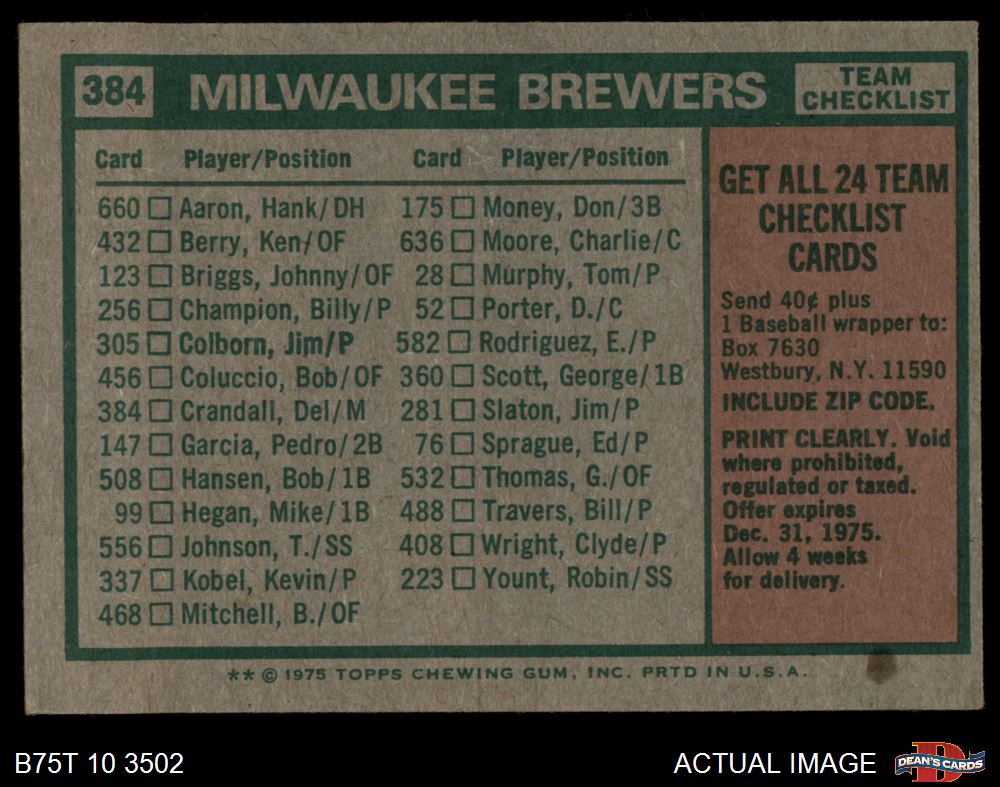 384 MILWAUKEE BREWERS TEAM CHECKLIST
Card Player/Position Card Player/Position
660 Aaron, Hank/DH 175 Money, Don/3B
432 Berry, Ken/OF 636 Moore, Charlie/C
123 Briggs, Johnny/OF 28 Murphy, Tom/P
256 Champion, Billy/P 52 Porter, D./C
305 Colborn, Jim/P 582 Rodriguez, E./P
456 Coluccio, Bob/OF 360 Scott, George/1B
384 Crandall, Del/M 281 Slaton, Jim/P
147 Garcia, Pedro/2B 76 Sprague, Ed/P
508 Hansen, Bob/1B 532 Thomas, G./OF
99 Hegan, Mike/1B 488 Travers, Bill/P
556 Johnson, T./SS 408 Wright, Clyde/P
337 Kobel, Kevin/P 223 Yount, Robin/SS
468 Mitchell, B./OF
GET ALL 24 TEAM
CHECKLIST
CARDS
Send 40¢ plus
1 Baseball wrapper to:
Box 7630
Westbury, N.Y. 11590
INCLUDE ZIP CODE.
PRINT CLEARLY. Void
where prohibited,
regulated or taxed.
Offer expires
Dec. 31, 1975.
Allow 4 weeks
for delivery.
** © 1975 TOPPS CHEWING GUM, INC. PRTD IN U.S.A.
B75T 10 3502 ACTUAL IMAGE DEAN'S CARDS